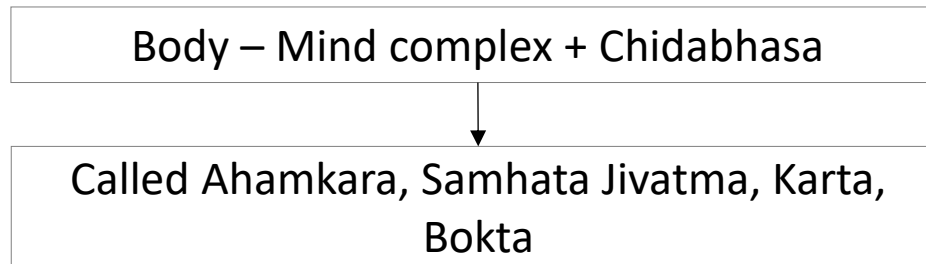 Body – Mind complex + Chidabhasa
Called Ahamkara, Samhata Jivatma, Karta,
Bokta